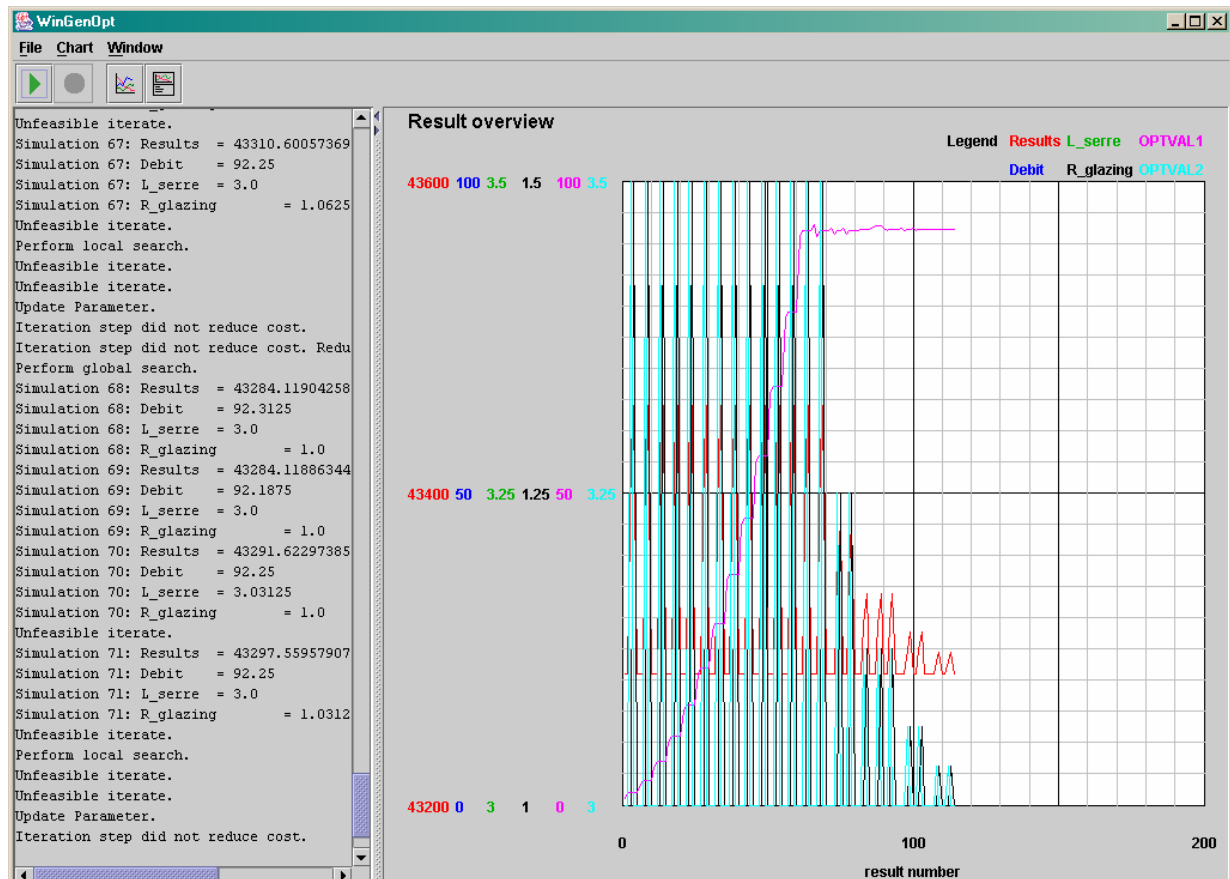 WinGenOpt
File Chart Window
Unfeasible iterate.
Simulation 67: Results = 43310.60057369
Simulation 67: Debit = 92.25
Simulation 67: L_serre = 3.0
Simulation 67: R_glazing = 1.0625
Unfeasible iterate.
Perform local search.
Unfeasible iterate.
Unfeasible iterate.
Update Parameter.
Iteration step did not reduce cost.
Iteration step did not reduce cost. Redu
Perform global search.
Simulation 68: Results = 43284.11904258
Simulation 68: Debit = 92.3125
Simulation 68: L_serre = 3.0
Simulation 68: R_glazing = 1.0
Simulation 69: Results = 43284.11886344
Simulation 69: Debit = 92.1875
Simulation 69: L_serre = 3.0
Simulation 69: R_glazing = 1.0
Simulation 70: Results = 43291.62297385
Simulation 70: Debit = 92.25
Simulation 70: L_serre = 3.03125
Simulation 70: R_glazing = 1.0
Unfeasible iterate.
Simulation 71: Results = 43297.55957907
Simulation 71: Debit = 92.25
Simulation 71: L_serre = 3.0
Simulation 71: R_glazing = 1.0312
Unfeasible iterate.
Perform local search.
Unfeasible iterate.
Unfeasible iterate.
Update Parameter.
Iteration step did not reduce cost.
Result overview
Legend Results L_serre OPTVAL1
Debit R_glazing OPTVAL2
43600 100 3.5 1.5 100 3.5
43400 50 3.25 1.25 50 3.25
43200 0 3 1 0 3
0 100 200
result number